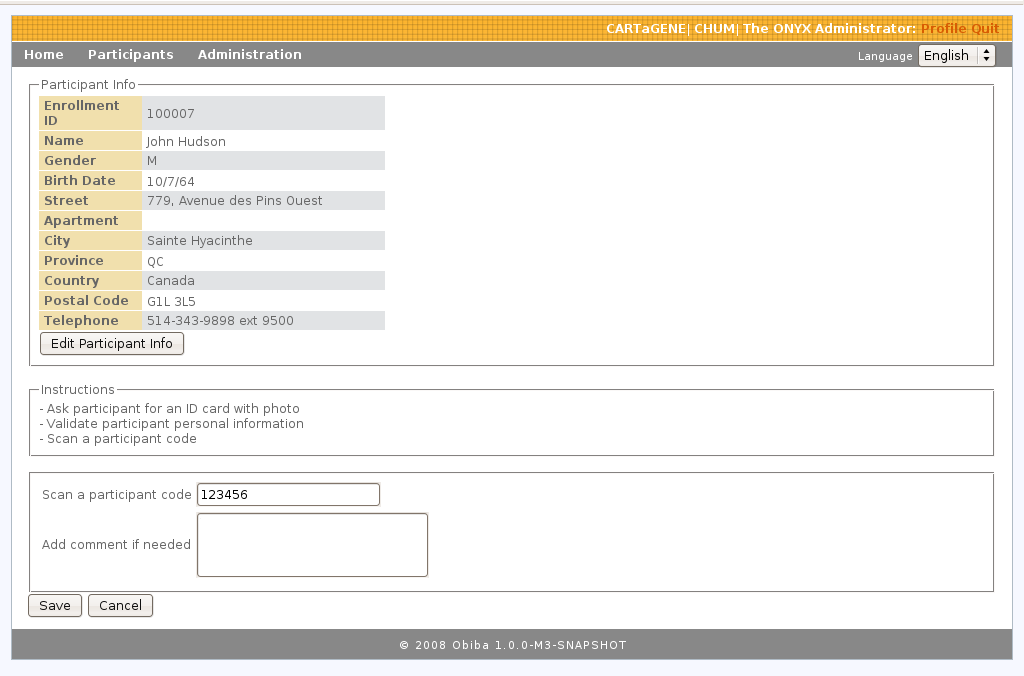 CARTaGENE| CHUM| The ONYX Administrator: Profile Quit
Home Participants Administration Language English
Participant Info
Enrollment ID 100007
Name John Hudson
Gender M
Birth Date 10/7/64
Street 779, Avenue des Pins Ouest
Apartment
City Sainte Hyacinthe
Province QC
Country Canada
Postal Code G1L 3L5
Telephone 514-343-9898 ext 9500
Edit Participant Info
Instructions
- Ask participant for an ID card with photo
- Validate participant personal information
- Scan a participant code
Scan a participant code 123456
Add comment if needed
Save Cancel
© 2008 Obiba 1.0.0-M3-SNAPSHOT